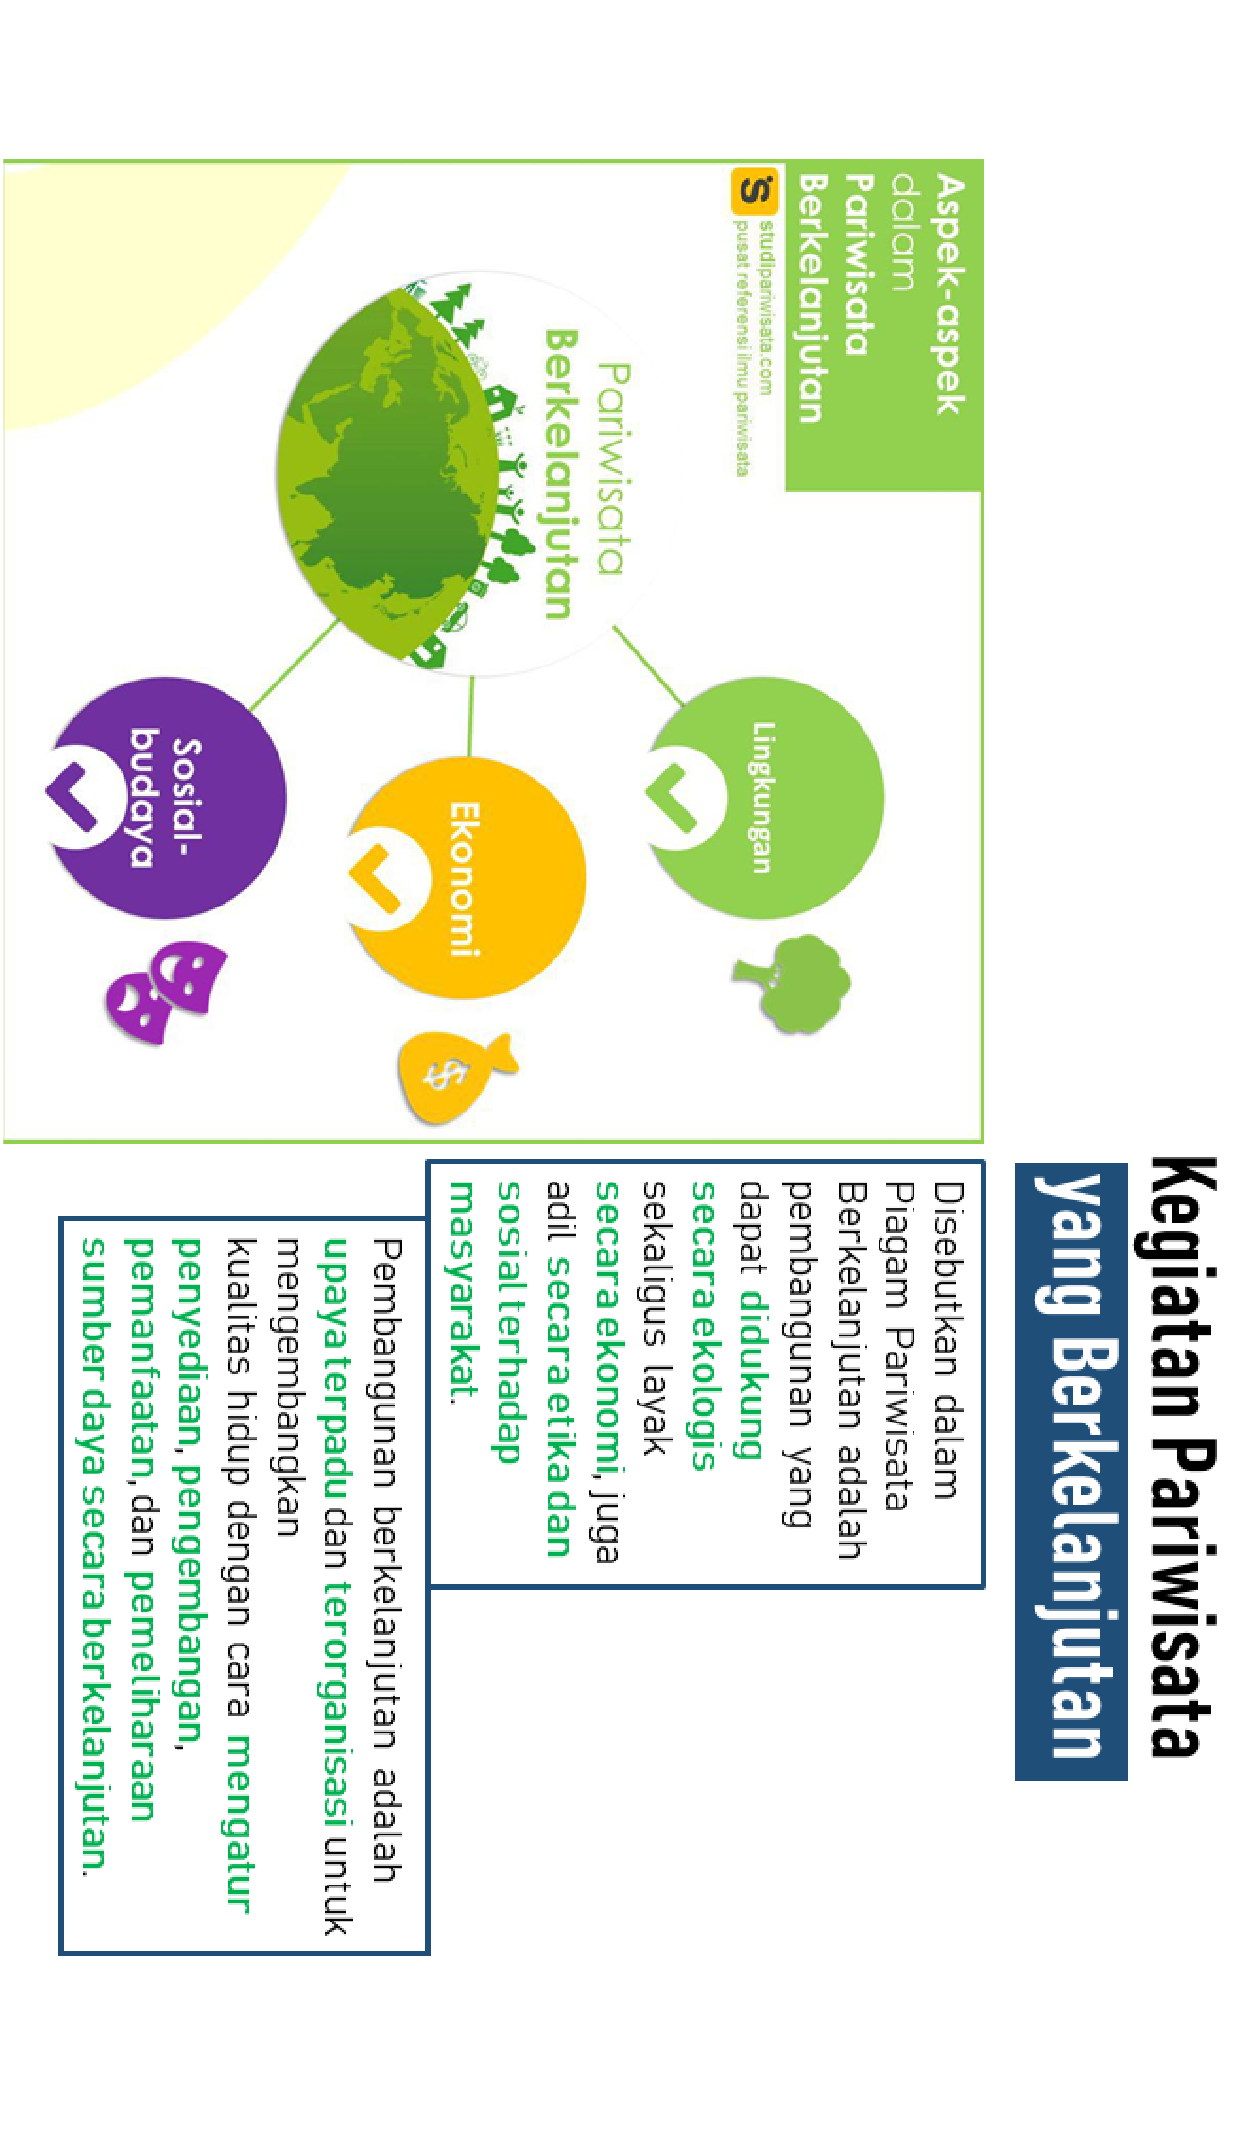 Kegiatan Pariwisata
yang Berkelanjutan
Aspek-aspek
dalam
Pariwisata
Berkelanjutan
S
studipariwisata.com
pusat referensi ilmu pariwisata
Pariwisata
Berkelanjutan
Lingkungan
Ekonomi
$
Sosial-
budaya
Disebutkan dalam
Piagam Pariwisata
Berkelanjutan adalah
pembangunan yang
dapat didukung
secara ekologis
sekaligus layak
secara ekonomi, juga
adil secara etika dan
sosial terhadap
masyarakat.
Pembangunan berkelanjutan adalah
upaya terpadu dan terorganisasi untuk
mengembangkan
kualitas hidup dengan cara mengatur
penyediaan, pengembangan,
pemanfaatan, dan pemeliharaan
sumber daya secara berkelanjutan.